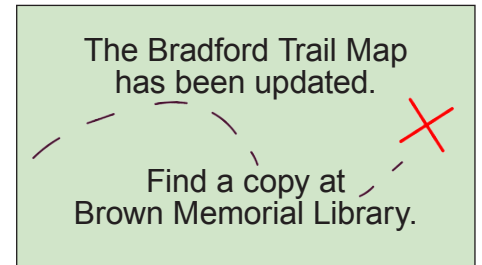 The Bradford Trail Map
has been updated.
Find a copy at
Brown Memorial Library.